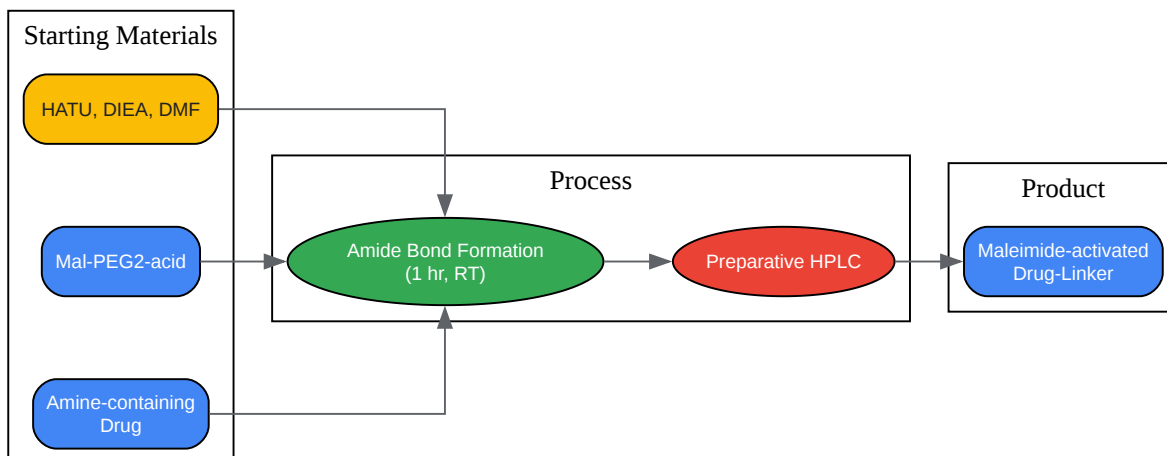 Starting Materials
HATU, DIEA, DMF
Mal-PEG2-acid
Amine-containing
Drug
Process
Amide Bond Formation
(1 hr, RT)
Preparative HPLC
Product
Maleimide-activated
Drug-Linker